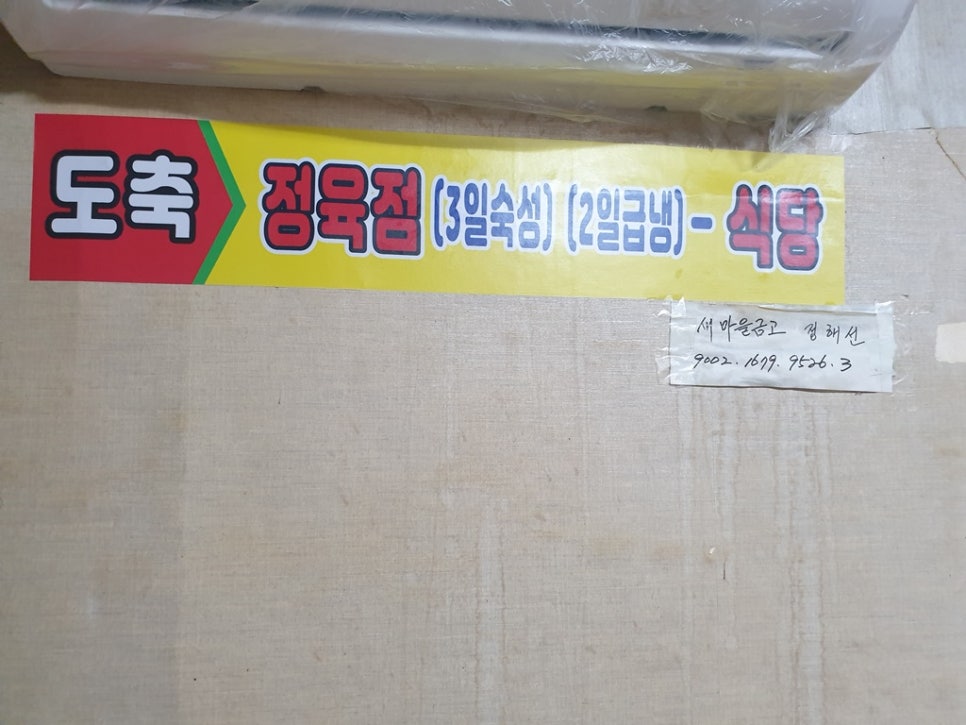 도축 정육점 (3일숙성) (2일급냉) - 식당
새마을금고 정해선
9002.1679.9526.3